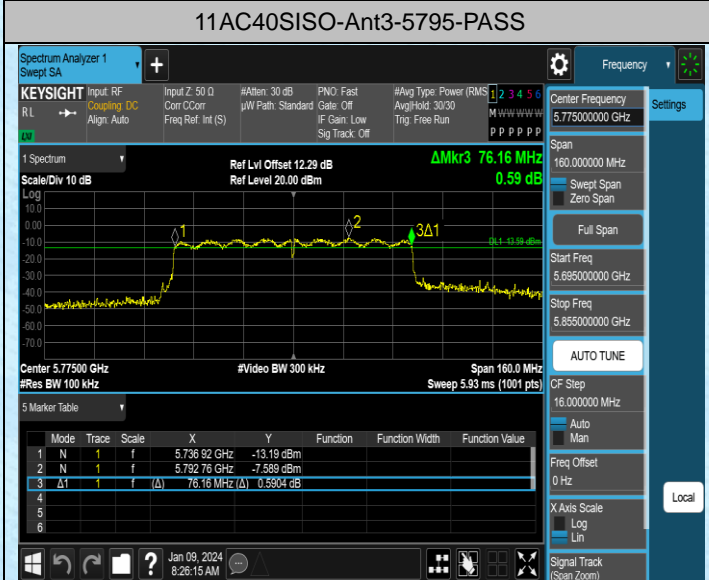 11AC40SISO-Ant3-5795-PASS
Spectrum Analyzer 1
Swept SA
+
Frequency
KEYSIGHT
RL
LXI
Input: RF
Coupling: DC
Align: Auto
Input Z: 50 Ω
Corr CCorr
Freq Ref: Int (S)
#Atten: 30 dB
µW Path: Standard
PNO: Fast
Gate: Off
IF Gain: Low
Sig Track: Off
#Avg Type: Power (RMS
Avg|Hold: 30/30
Trig: Free Run
1 2 3 4 5 6
M W W W W W
P P P P P P
Center Frequency
5.775000000 GHz
Settings
Span
160.000000 MHz
Swept Span
Zero Span
Full Span
Start Freq
5.695000000 GHz
Stop Freq
5.855000000 GHz
AUTO TUNE
CF Step
16.000000 MHz
Auto
Man
Freq Offset
0 Hz
X Axis Scale
Log
Lin
Signal Track
(Span Zoom)
Local
1 Spectrum
Scale/Div 10 dB
Ref Lvl Offset 12.29 dB
Ref Level 20.00 dBm
ΔMkr3 76.16 MHz
0.59 dB
Log
10.0
0.00
-10.0
-20.0
-30.0
-40.0
-50.0
-60.0
-70.0
1
2
3Δ1
DL1 -13.59 dBm
Center 5.77500 GHz
#Video BW 300 kHz
Span 160.0 MHz
#Res BW 100 kHz
Sweep 5.93 ms (1001 pts)
5 Marker Table
Mode Trace Scale X Y Function Function Width Function Value
1 N 1 f 5.736 92 GHz -13.19 dBm
2 N 1 f 5.792 76 GHz -7.589 dBm
3 Δ1 1 f (Δ) 76.16 MHz (Δ) 0.5904 dB
4
5
6
?
Jan 09, 2024
8:26:15 AM